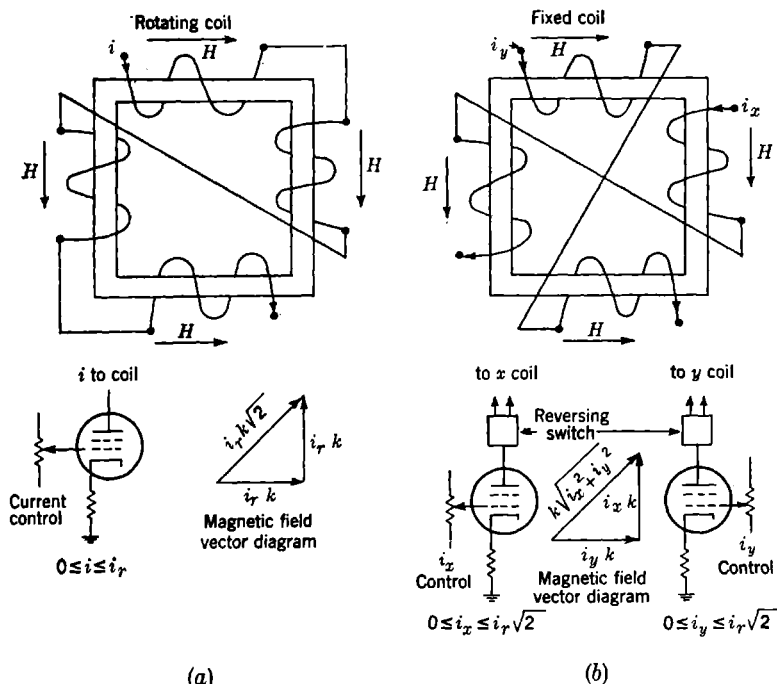 Rotating coil
i
H
H
H
H
i to coil
Current
control
0 ≤ i ≤ i_r
i_r k√2
i_r k
i_r k
Magnetic field
vector diagram
(a)
Fixed coil
i_y
H
i_x
H
H
H
to x coil
to y coil
Reversing
switch
i_x
Control
k√i_x^2+i_y^2
i_x k
i_y k
Magnetic field
vector diagram
i_y
Control
0 ≤ i_x ≤ i_r√2
0 ≤ i_y ≤ i_r√2
(b)